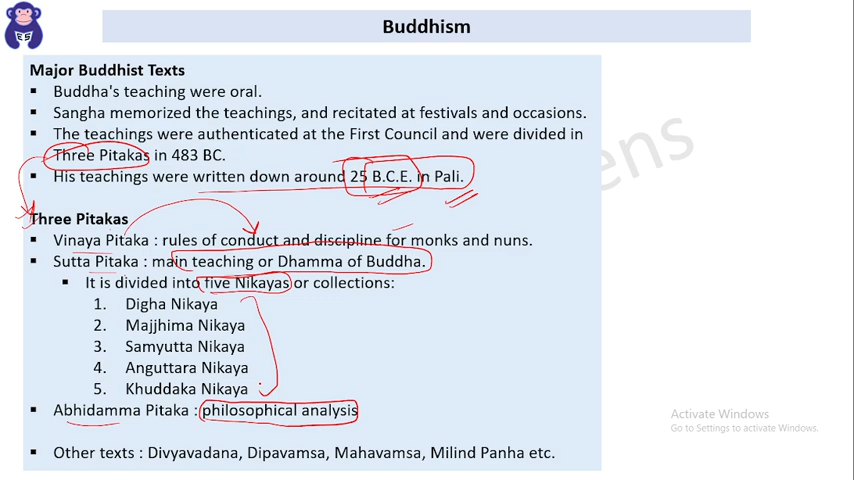 Buddhism
Major Buddhist Texts
▪ Buddha's teaching were oral.
▪ Sangha memorized the teachings, and recitated at festivals and occasions.
▪ The teachings were authenticated at the First Council and were divided in
Three Pitakas in 483 BC.
▪ His teachings were written down around 25 B.C.E. in Pali.
Three Pitakas
▪ Vinaya Pitaka : rules of conduct and discipline for monks and nuns.
▪ Sutta Pitaka : main teaching or Dhamma of Buddha.
▪ It is divided into five Nikayas or collections:
1. Digha Nikaya
2. Majjhima Nikaya
3. Samyutta Nikaya
4. Anguttara Nikaya
5. Khuddaka Nikaya
▪ Abhidamma Pitaka : philosophical analysis
▪ Other texts : Divyavadana, Dipavamsa, Mahavamsa, Milind Panha etc.
ens
Activate Windows
Go to Settings to activate Windows.